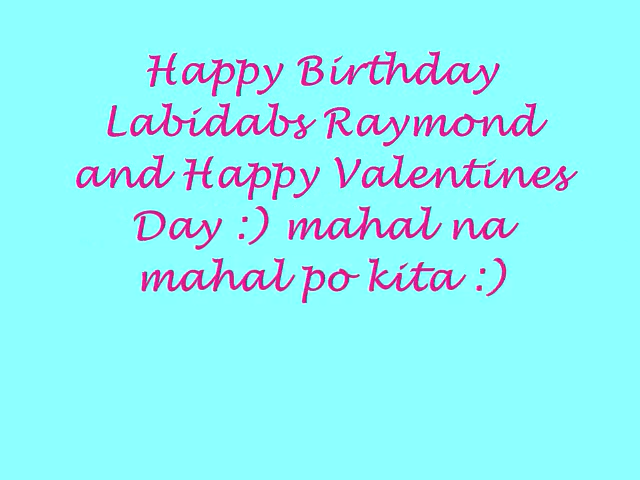 Happy Birthday
Labidabs Raymond
and Happy Valentines
Day :) mahal na
mahal po kita :)